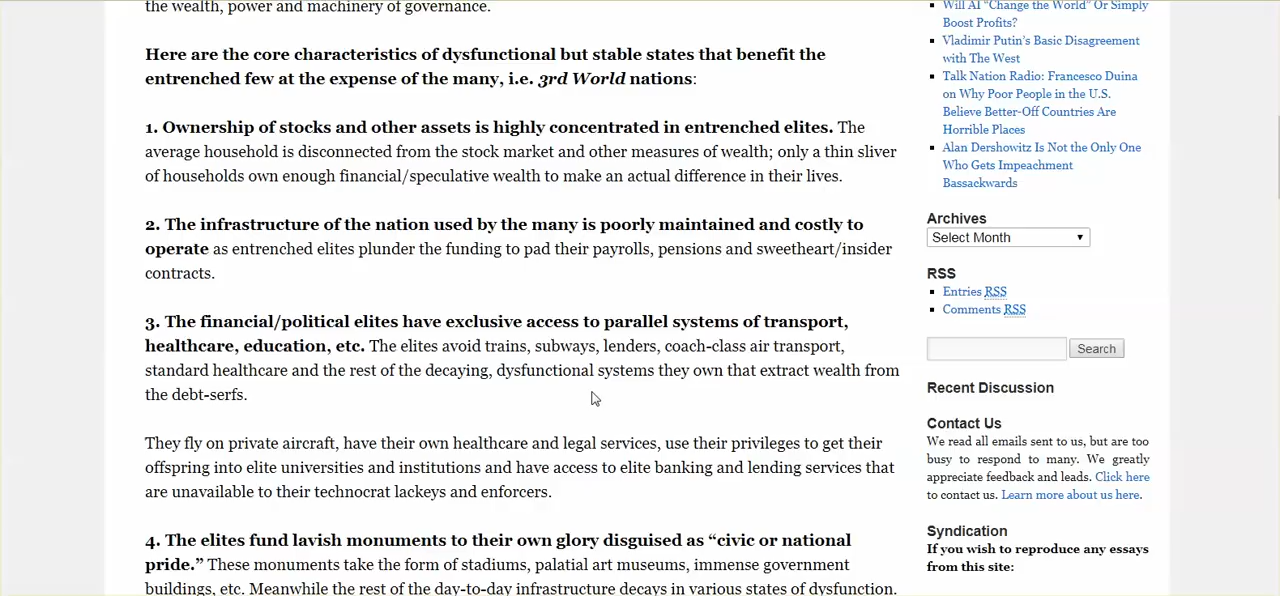 the wealth, power and machinery of governance.
Here are the core characteristics of dysfunctional but stable states that benefit the
entrenched few at the expense of the many, i.e. 3rd World nations:
1. Ownership of stocks and other assets is highly concentrated in entrenched elites. The
average household is disconnected from the stock market and other measures of wealth; only a thin sliver
of households own enough financial/speculative wealth to make an actual difference in their lives.
2. The infrastructure of the nation used by the many is poorly maintained and costly to
operate as entrenched elites plunder the funding to pad their payrolls, pensions and sweetheart/insider
contracts.
3. The financial/political elites have exclusive access to parallel systems of transport,
healthcare, education, etc. The elites avoid trains, subways, lenders, coach-class air transport,
standard healthcare and the rest of the decaying, dysfunctional systems they own that extract wealth from
the debt-serfs.
They fly on private aircraft, have their own healthcare and legal services, use their privileges to get their
offspring into elite universities and institutions and have access to elite banking and lending services that
are unavailable to their technocrat lackeys and enforcers.
4. The elites fund lavish monuments to their own glory disguised as “civic or national
pride.” These monuments take the form of stadiums, palatial art museums, immense government
buildings, etc. Meanwhile the rest of the day-to-day infrastructure decays in various states of dysfunction.
Will AI “Change the World” Or Simply
Boost Profits?
Vladimir Putin’s Basic Disagreement
with The West
Talk Nation Radio: Francesco Duina
on Why Poor People in the U.S.
Believe Better-Off Countries Are
Horrible Places
Alan Dershowitz Is Not the Only One
Who Gets Impeachment
Bassackwards
Archives
Select Month
RSS
Entries RSS
Comments RSS
Search
Recent Discussion
Contact Us
We read all emails sent to us, but are too
busy to respond to many. We greatly
appreciate feedback and leads. Click here
to contact us. Learn more about us here.
Syndication
If you wish to reproduce any essays
from this site: